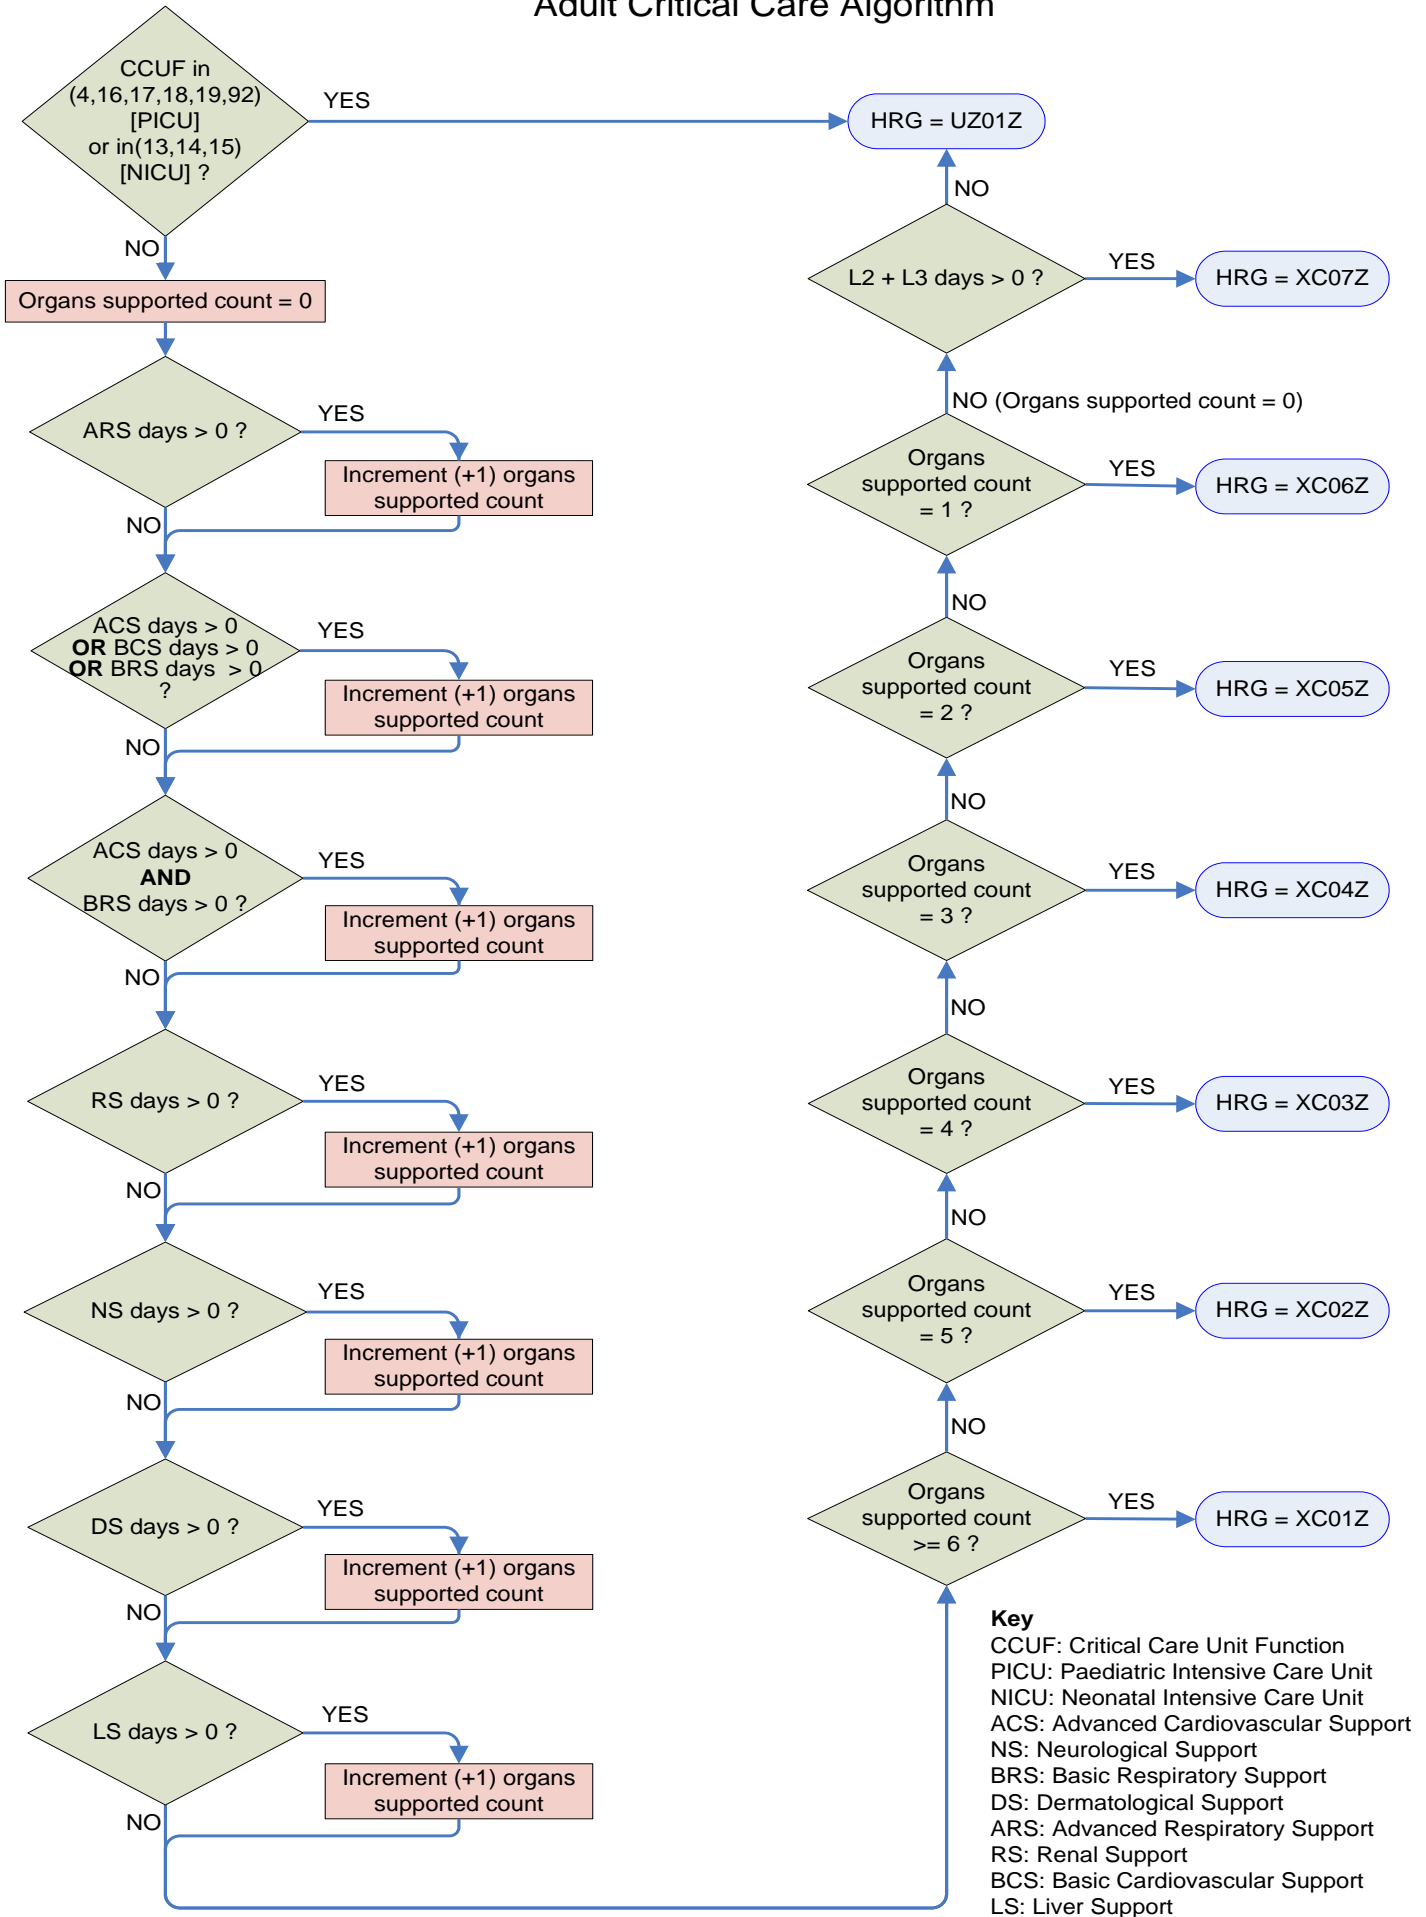 Adult Critical Care Algorithm
CCUF in
(4,16,17,18,19,92)
[PICU]
or in(13,14,15)
[NICU] ?
YES
HRG = UZ01Z
NO
Organs supported count = 0
ARS days > 0 ?
YES
Increment (+1) organs
supported count
NO
ACS days > 0
OR BCS days > 0
OR BRS days  > 0
?
YES
Increment (+1) organs
supported count
NO
ACS days > 0
AND
BRS days > 0 ?
YES
Increment (+1) organs
supported count
NO
RS days > 0 ?
YES
Increment (+1) organs
supported count
NO
NS days > 0 ?
YES
Increment (+1) organs
supported count
NO
DS days > 0 ?
YES
Increment (+1) organs
supported count
NO
LS days > 0 ?
YES
Increment (+1) organs
supported count
NO
NO
L2 + L3 days > 0 ?
YES
HRG = XC07Z
NO (Organs supported count = 0)
Organs
supported count
= 1 ?
YES
HRG = XC06Z
NO
Organs
supported count
= 2 ?
YES
HRG = XC05Z
NO
Organs
supported count
= 3 ?
YES
HRG = XC04Z
NO
Organs
supported count
= 4 ?
YES
HRG = XC03Z
NO
Organs
supported count
= 5 ?
YES
HRG = XC02Z
NO
Organs
supported count
>= 6 ?
YES
HRG = XC01Z
Key
CCUF: Critical Care Unit Function
PICU: Paediatric Intensive Care Unit
NICU: Neonatal Intensive Care Unit
ACS: Advanced Cardiovascular Support
NS: Neurological Support
BRS: Basic Respiratory Support
DS: Dermatological Support
ARS: Advanced Respiratory Support
RS: Renal Support
BCS: Basic Cardiovascular Support
LS: Liver Support